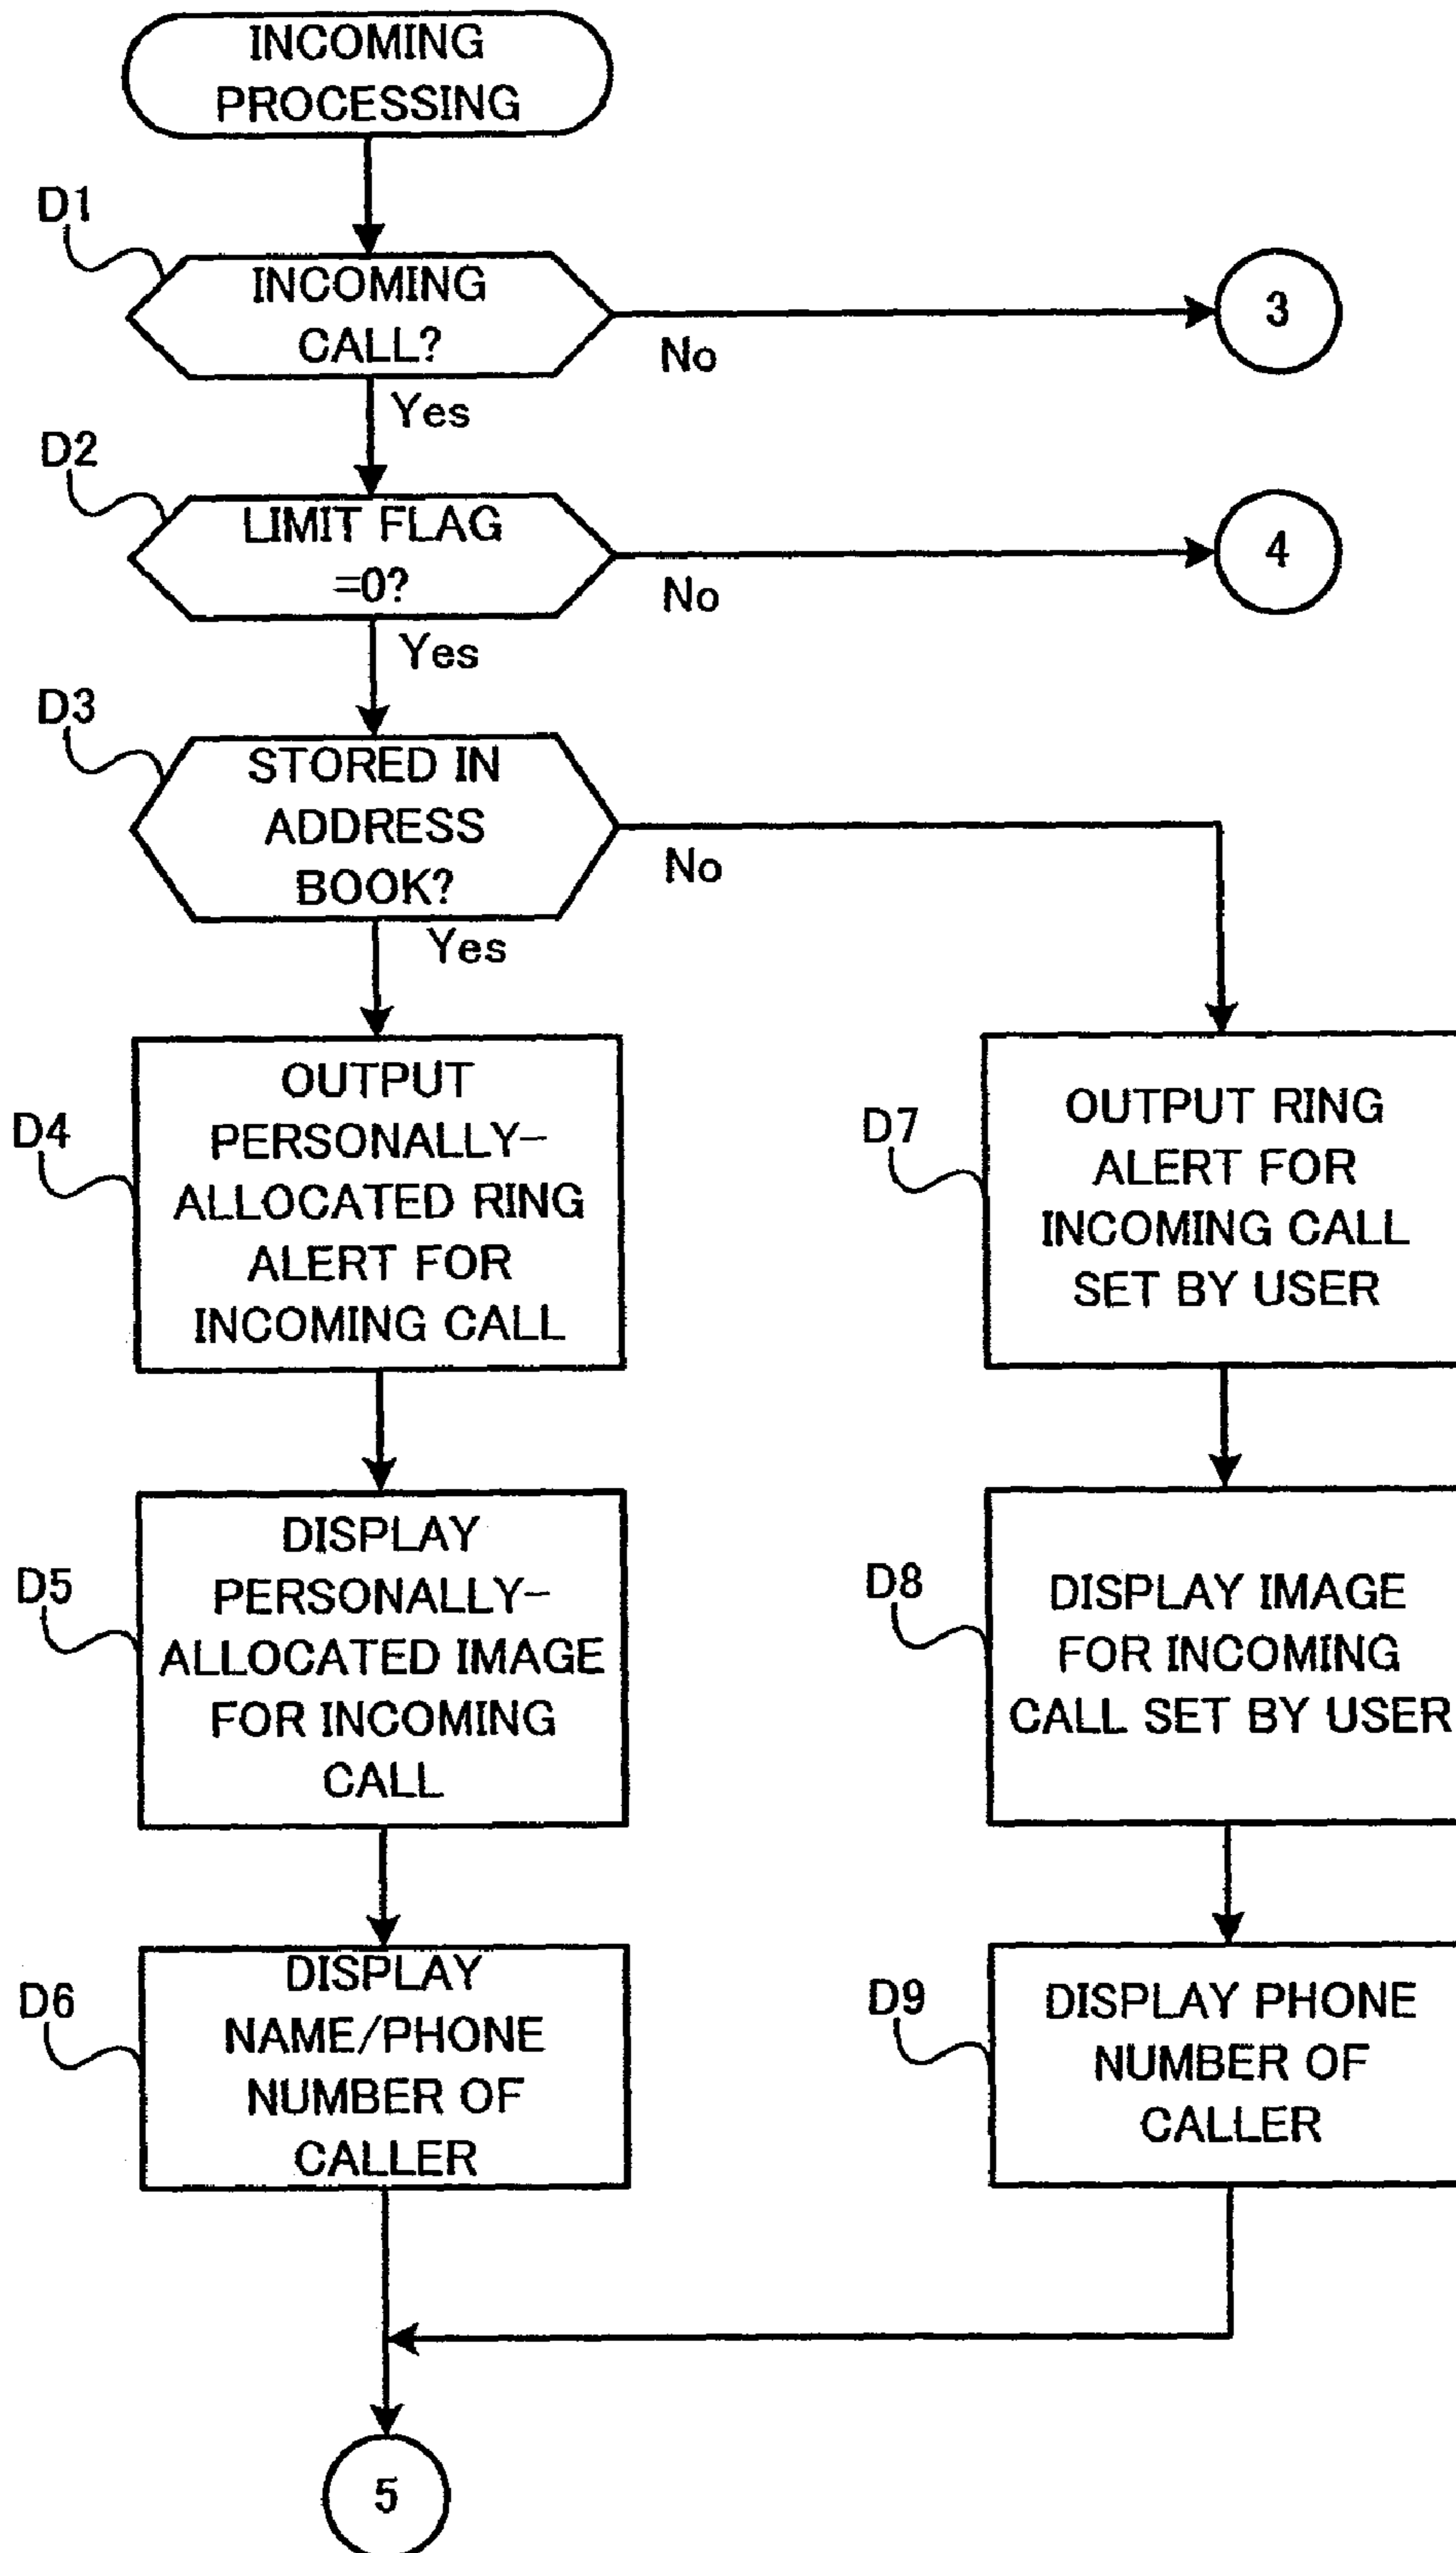 INCOMING
PROCESSING
D1
INCOMING
CALL?
No
3
Yes
D2
LIMIT FLAG
=0?
No
4
Yes
D3
STORED IN
ADDRESS
BOOK?
No
Yes
D4
OUTPUT
PERSONALLY-
ALLOCATED RING
ALERT FOR
INCOMING CALL
D7
OUTPUT RING
ALERT FOR
INCOMING CALL
SET BY USER
D5
DISPLAY
PERSONALLY-
ALLOCATED IMAGE
FOR INCOMING
CALL
D8
DISPLAY IMAGE
FOR INCOMING
CALL SET BY USER
D6
DISPLAY
NAME/PHONE
NUMBER OF
CALLER
D9
DISPLAY PHONE
NUMBER OF
CALLER
5